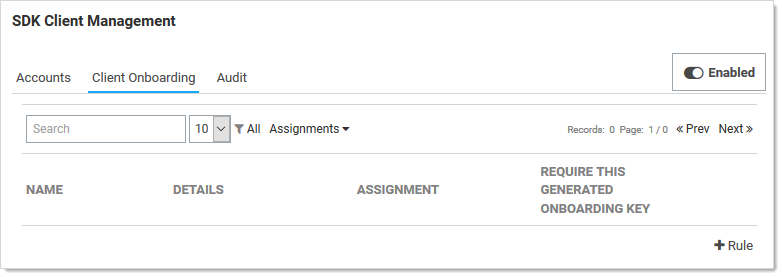 SDK Client Management
Accounts Client Onboarding Audit
Enabled
Search 10 All Assignments Records: 0 Page: 1 / 0 « Prev Next »
NAME DETAILS ASSIGNMENT REQUIRE THIS
GENERATED
ONBOARDING KEY
+ Rule